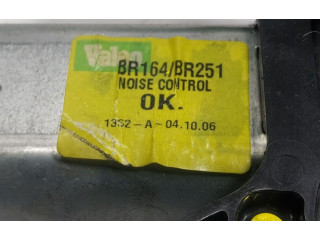 Valeo
BR164/BR251
NOISE CONTROL
OK.
1332-A-04.10.06